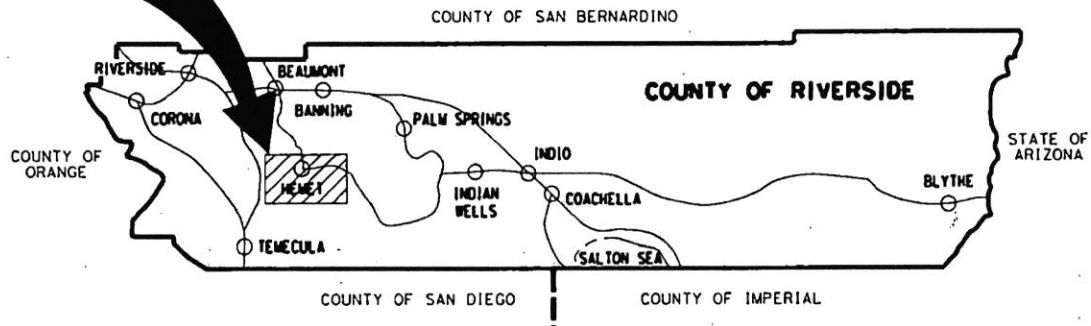 COUNTY OF SAN BERNARDINO
RIVERSIDE
BEAUMONT
COUNTY OF RIVERSIDE
BANNING
CORONA
PALM SPRINGS
STATE OF
ARIZONA
COUNTY OF
ORANGE
INDIO
HEMET
INDIAN
WELLS
COACHELLA
BLYTHE
TEMECULA
SALTON SEA
COUNTY OF SAN DIEGO
COUNTY OF IMPERIAL